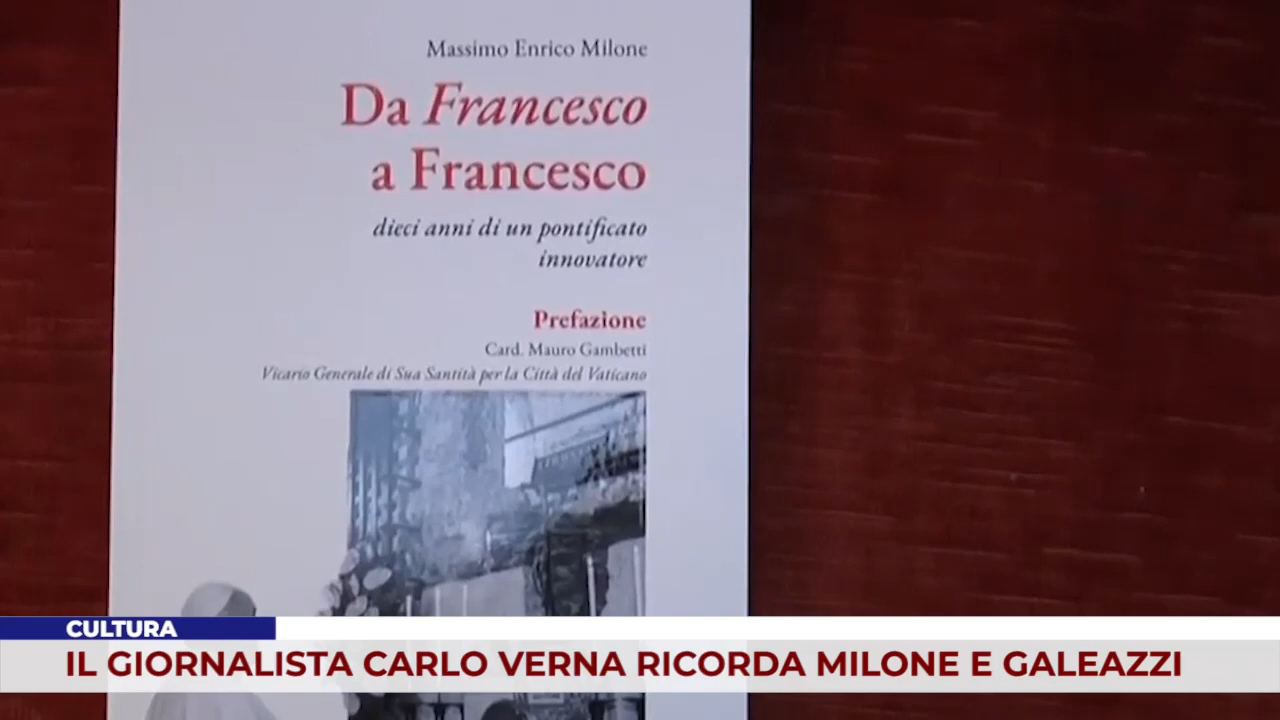 Massimo Enrico Milone
Da Francesco
a Francesco
dieci anni di un pontificato
innovatore
Prefazione
Card. Mauro Gambetti
Vicario Generale di Sua Santità per la Città del Vaticano
CULTURA
IL GIORNALISTA CARLO VERNA RICORDA MILONE E GALEAZZI